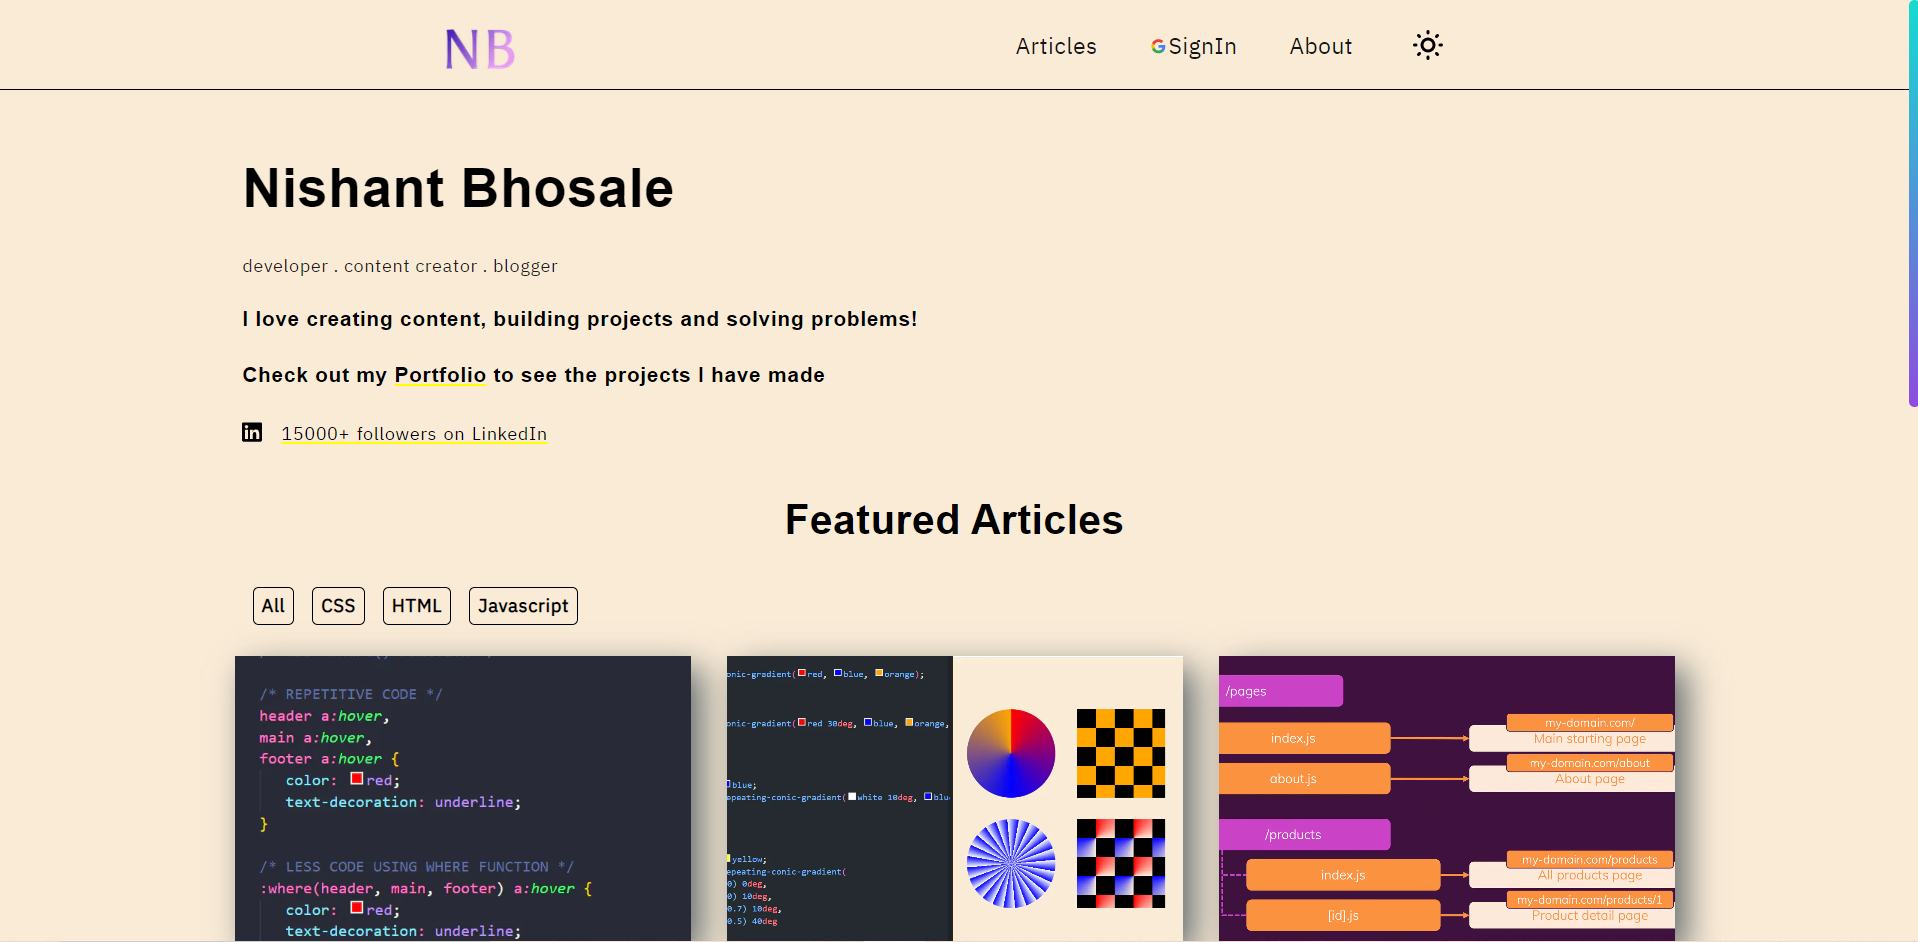 NB
Articles
SignIn
About
Nishant Bhosale
developer . content creator . blogger
I love creating content, building projects and solving problems!
Check out my Portfolio to see the projects I have made
15000+ followers on LinkedIn
Featured Articles
All
CSS
HTML
Javascript
/* REPETITIVE CODE */
header a:hover,
main a:hover,
footer a:hover {
color: red;
text-decoration: underline;
}
/* LESS CODE USING WHERE FUNCTION */
:where(header, main, footer) a:hover {
color: red;
text-decoration: underline;
onic-gradient(red, blue, orange);
onic-gradient(red 30deg, blue, orange,
blue;
epeating-conic-gradient(white 10deg, blu
yellow;
epeating-conic-gradient(
0) 0deg,
0) 10deg,
0.7) 10deg,
0.5) 40deg
/pages
my-domain.com/
index.js
Main starting page
my-domain.com/about
about.js
About page
/products
my-domain.com/products
index.js
All products page
my-domain.com/products/1
[id].js
Product detail page